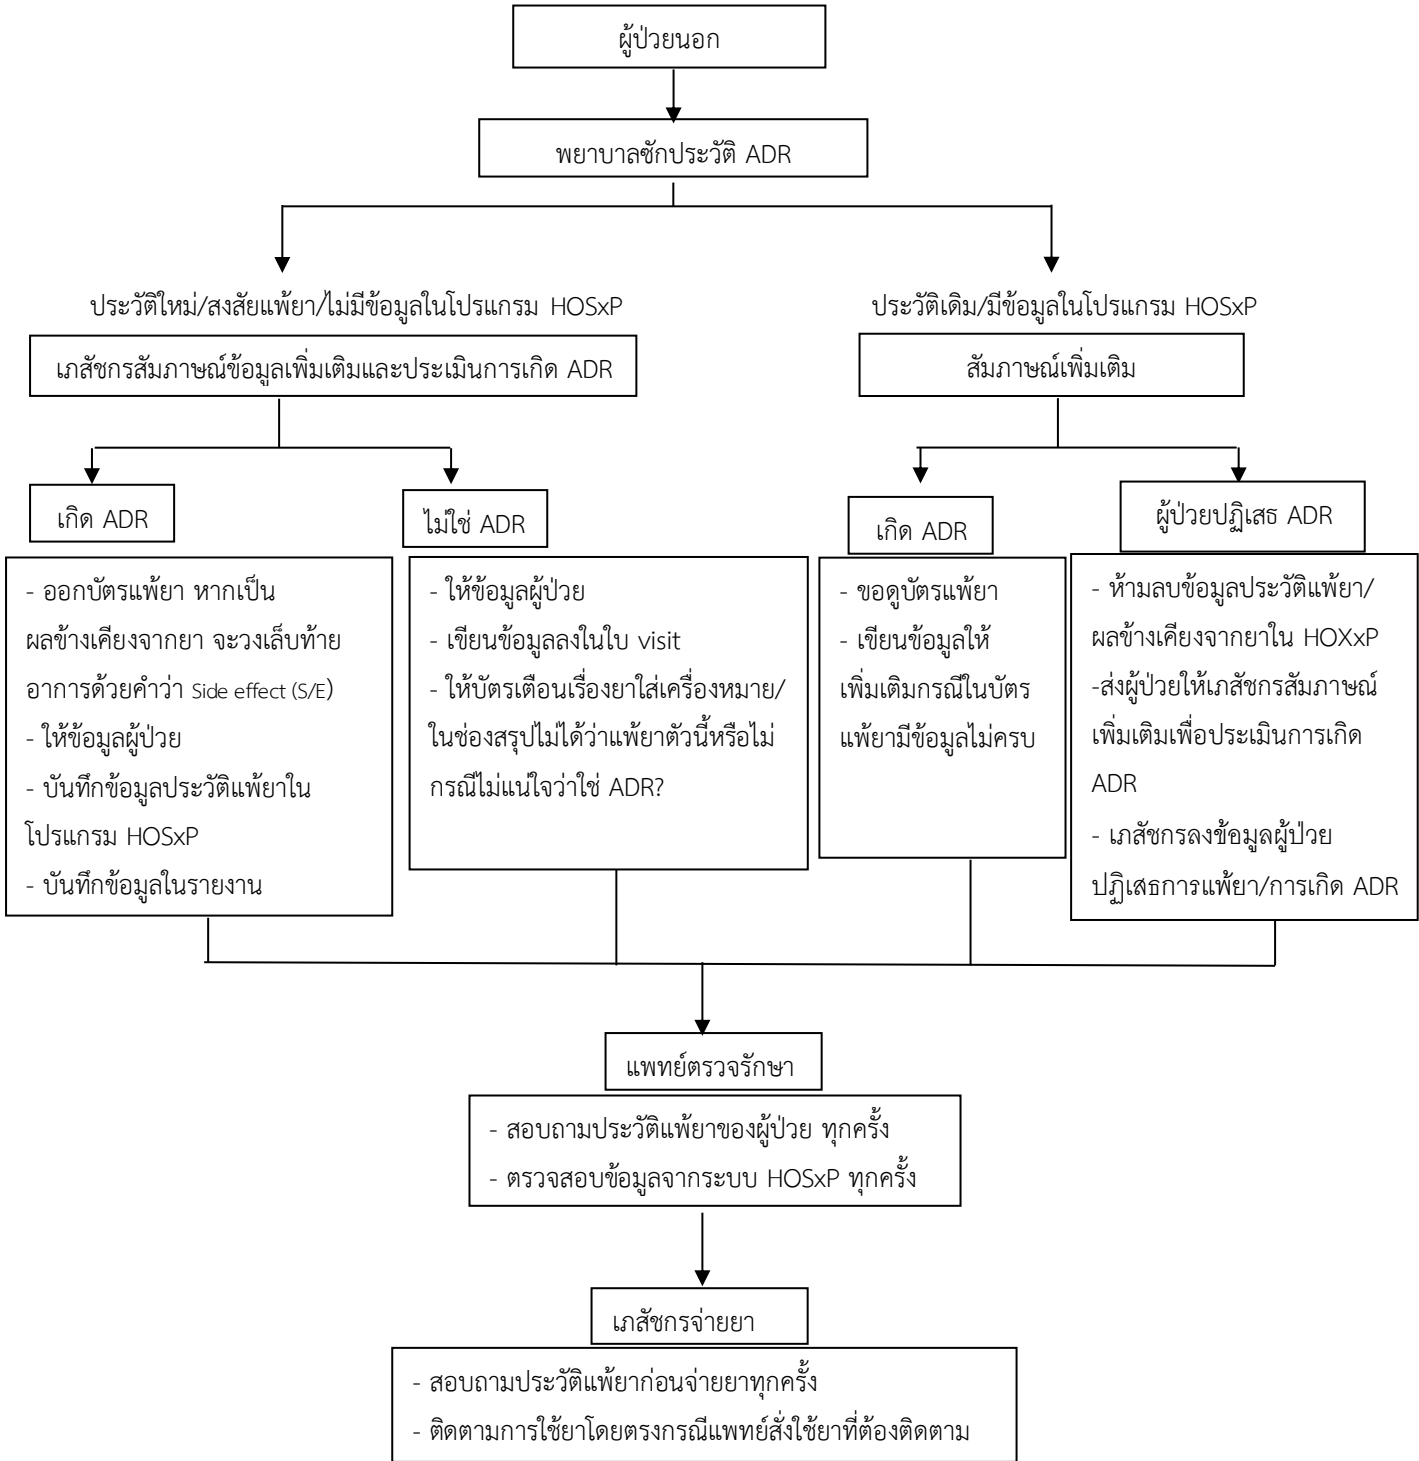 ผู้ป่วยนอก
พยาบาลซักประวัติ ADR
ประวัติใหม่/สงสัยแพ้ยา/ไม่มีข้อมูลในโปรแกรม HOSxP
ประวัติเดิม/มีข้อมูลในโปรแกรม HOSxP
เภสัชกรสัมภาษณ์ข้อมูลเพิ่มเติมและประเมินการเกิด ADR
สัมภาษณ์เพิ่มเติม
เกิด ADR
ไม่ใช่ ADR
เกิด ADR
ผู้ป่วยปฏิเสธ ADR
- ออกบัตรแพ้ยา หากเป็น
ผลข้างเคียงจากยา จะวงเล็บท้าย
อาการด้วยคำว่า Side effect (S/E)
- ให้ข้อมูลผู้ป่วย
- บันทึกข้อมูลประวัติแพ้ยาใน
โปรแกรม HOSxP
- บันทึกข้อมูลในรายงาน
- ให้ข้อมูลผู้ป่วย
- เขียนข้อมูลลงในใบ visit
- ให้บัตรเตือนเรื่องยาใส่เครื่องหมาย/
ในช่องสรุปไม่ได้ว่าแพ้ยาตัวนี้หรือไม่
กรณีไม่แน่ใจว่าใช่ ADR?
- ขอดูบัตรแพ้ยา
- เขียนข้อมูลให้
เพิ่มเติมกรณีในบัตร
แพ้ยามีข้อมูลไม่ครบ
- ห้ามลบข้อมูลประวัติแพ้ยา/
ผลข้างเคียงจากยาใน HOXxP
-ส่งผู้ป่วยให้เภสัชกรสัมภาษณ์
เพิ่มเติมเพื่อประเมินการเกิด
ADR
- เภสัชกรลงข้อมูลผู้ป่วย
ปฏิเสธการแพ้ยา/การเกิด ADR
แพทย์ตรวจรักษา
- สอบถามประวัติแพ้ยาของผู้ป่วย ทุกครั้ง
- ตรวจสอบข้อมูลจากระบบ HOSxP ทุกครั้ง
เภสัชกรจ่ายยา
- สอบถามประวัติแพ้ยาก่อนจ่ายยาทุกครั้ง
- ติดตามการใช้ยาโดยตรงกรณีแพทย์สั่งใช้ยาที่ต้องติดตาม